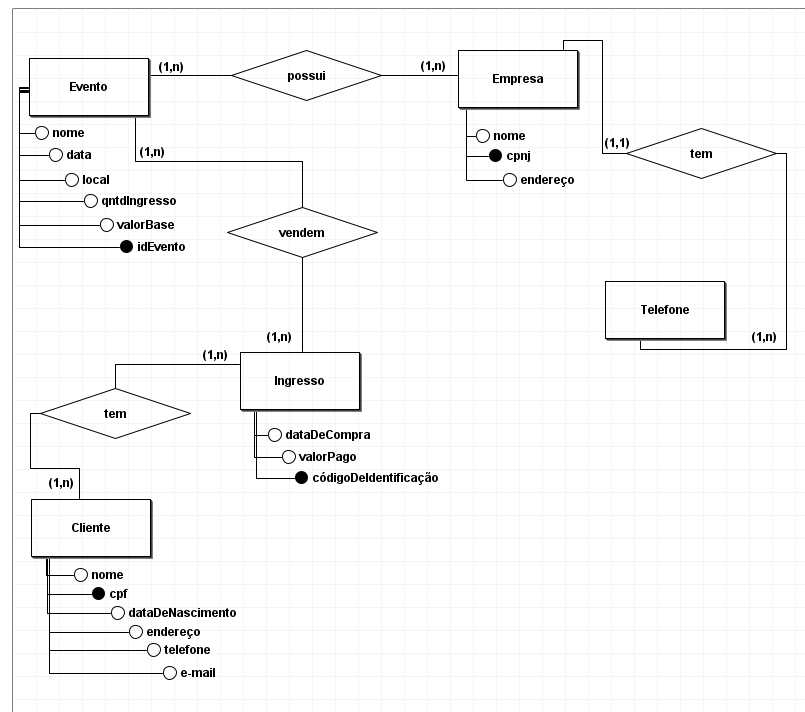 Evento
(1,n)
possui
(1,n)
Empresa
nome
data
local
qntdIngresso
valorBase
idEvento
(1,n)
nome
cpnj
endereço
(1,1)
tem
vendem
Telefone
(1,n)
(1,n)
(1,n)
Ingresso
tem
dataDeCompra
valorPago
códigoDeIdentificação
(1,n)
Cliente
nome
cpf
dataDeNascimento
endereço
telefone
e-mail